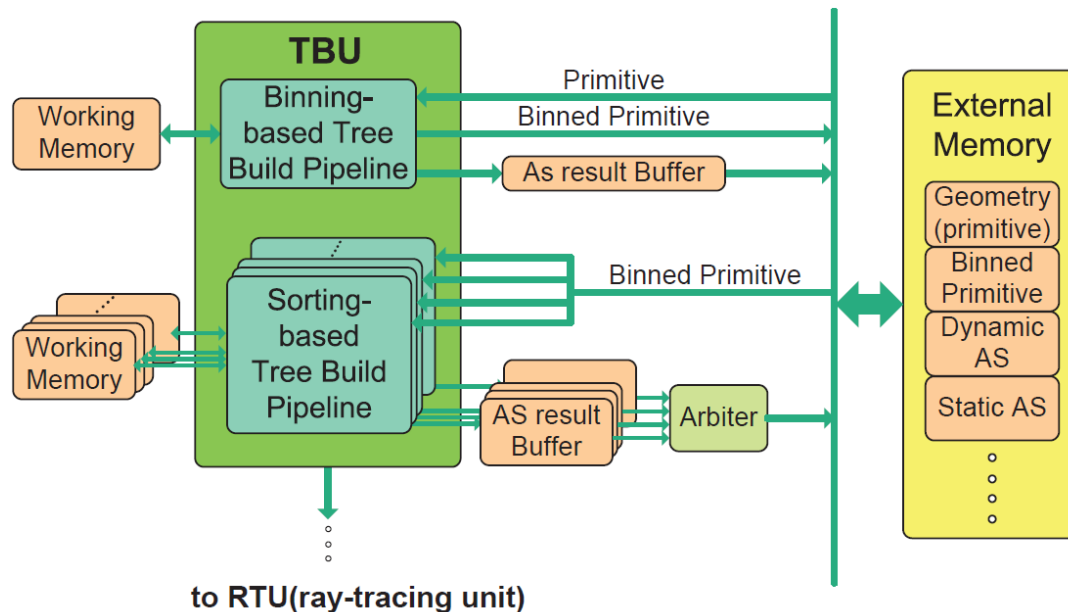 TBU
Working
Memory
Binning-
based Tree
Build Pipeline
Primitive
Binned Primitive
As result Buffer
Sorting-
based
Tree Build
Pipeline
Working
Memory
Binned Primitive
AS result
Buffer
Arbiter
External
Memory
Geometry
(primitive)
Binned
Primitive
Dynamic
AS
Static AS
to RTU(ray-tracing unit)